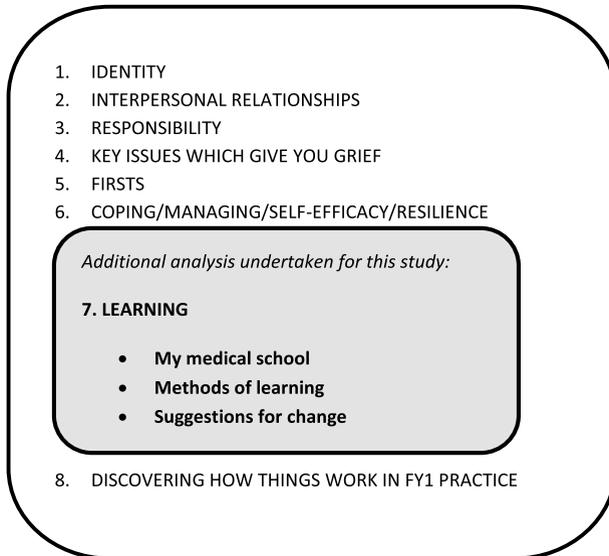 1. IDENTITY
2. INTERPERSONAL RELATIONSHIPS
3. RESPONSIBILITY
4. KEY ISSUES WHICH GIVE YOU GRIEF
5. FIRSTS
6. COPING/MANAGING/SELF-EFFICACY/RESILIENCE
Additional analysis undertaken for this study:
7. LEARNING
• My medical school
• Methods of learning
• Suggestions for change
8. DISCOVERING HOW THINGS WORK IN FY1 PRACTICE